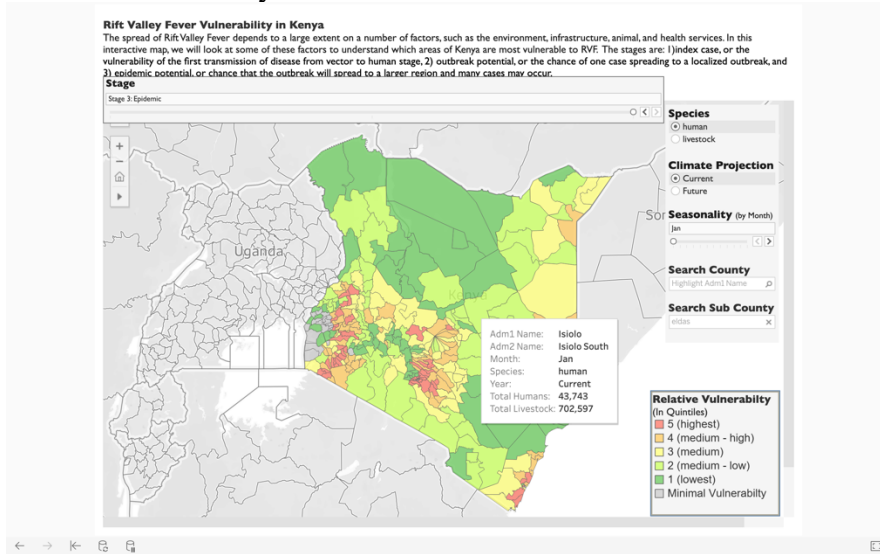 Rift Valley Fever Vulnerability in Kenya
The spread of Rift Valley Fever depends to a large extent on a number of factors, such as the environment, infrastructure, animal, and health services. In this
interactive map, we will look at some of these factors to understand which areas of Kenya are most vulnerable to RVF. The stages are: 1)index case, or the
vulnerability of the first transmission of disease from vector to human stage, 2) outbreak potential, or the chance of one case spreading to a localized outbreak, and
3) epidemic potential, or chance that the outbreak will spread to a larger region and many cases may occur.
Stage
Stage 3: Epidemic
Species
human
livestock
Climate Projection
Current
Future
Seasonality (by Month)
Jan
Search County
Highlight Adm1 Name
Search Sub County
eldas
Uganda
Kenya
Adm1 Name: Isiolo
Adm2 Name: Isiolo South
Month: Jan
Species: human
Year: Current
Total Humans: 43,743
Total Livestock: 702,597
Relative Vulnerabilty
(In Quintiles)
5 (highest)
4 (medium - high)
3 (medium)
2 (medium - low)
1 (lowest)
Minimal Vulnerabilty